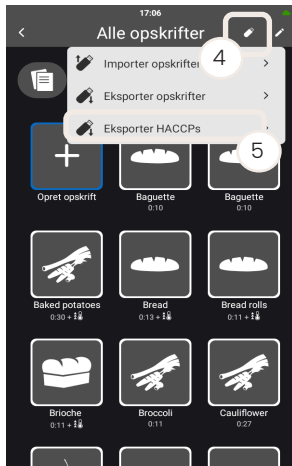 17:06
Alle opskrifter
4
Importer opskrifter
Eksporter opskrifter
Eksporter HACCPs
5
Opret opskrift
Baguette
0:10
Baguette
0:10
Baked potatoes
0:30 +
Bread
0:13 +
Bread rolls
0:11 +
Brioche
0:11 +
Broccoli
0:11
Cauliflower
0:27